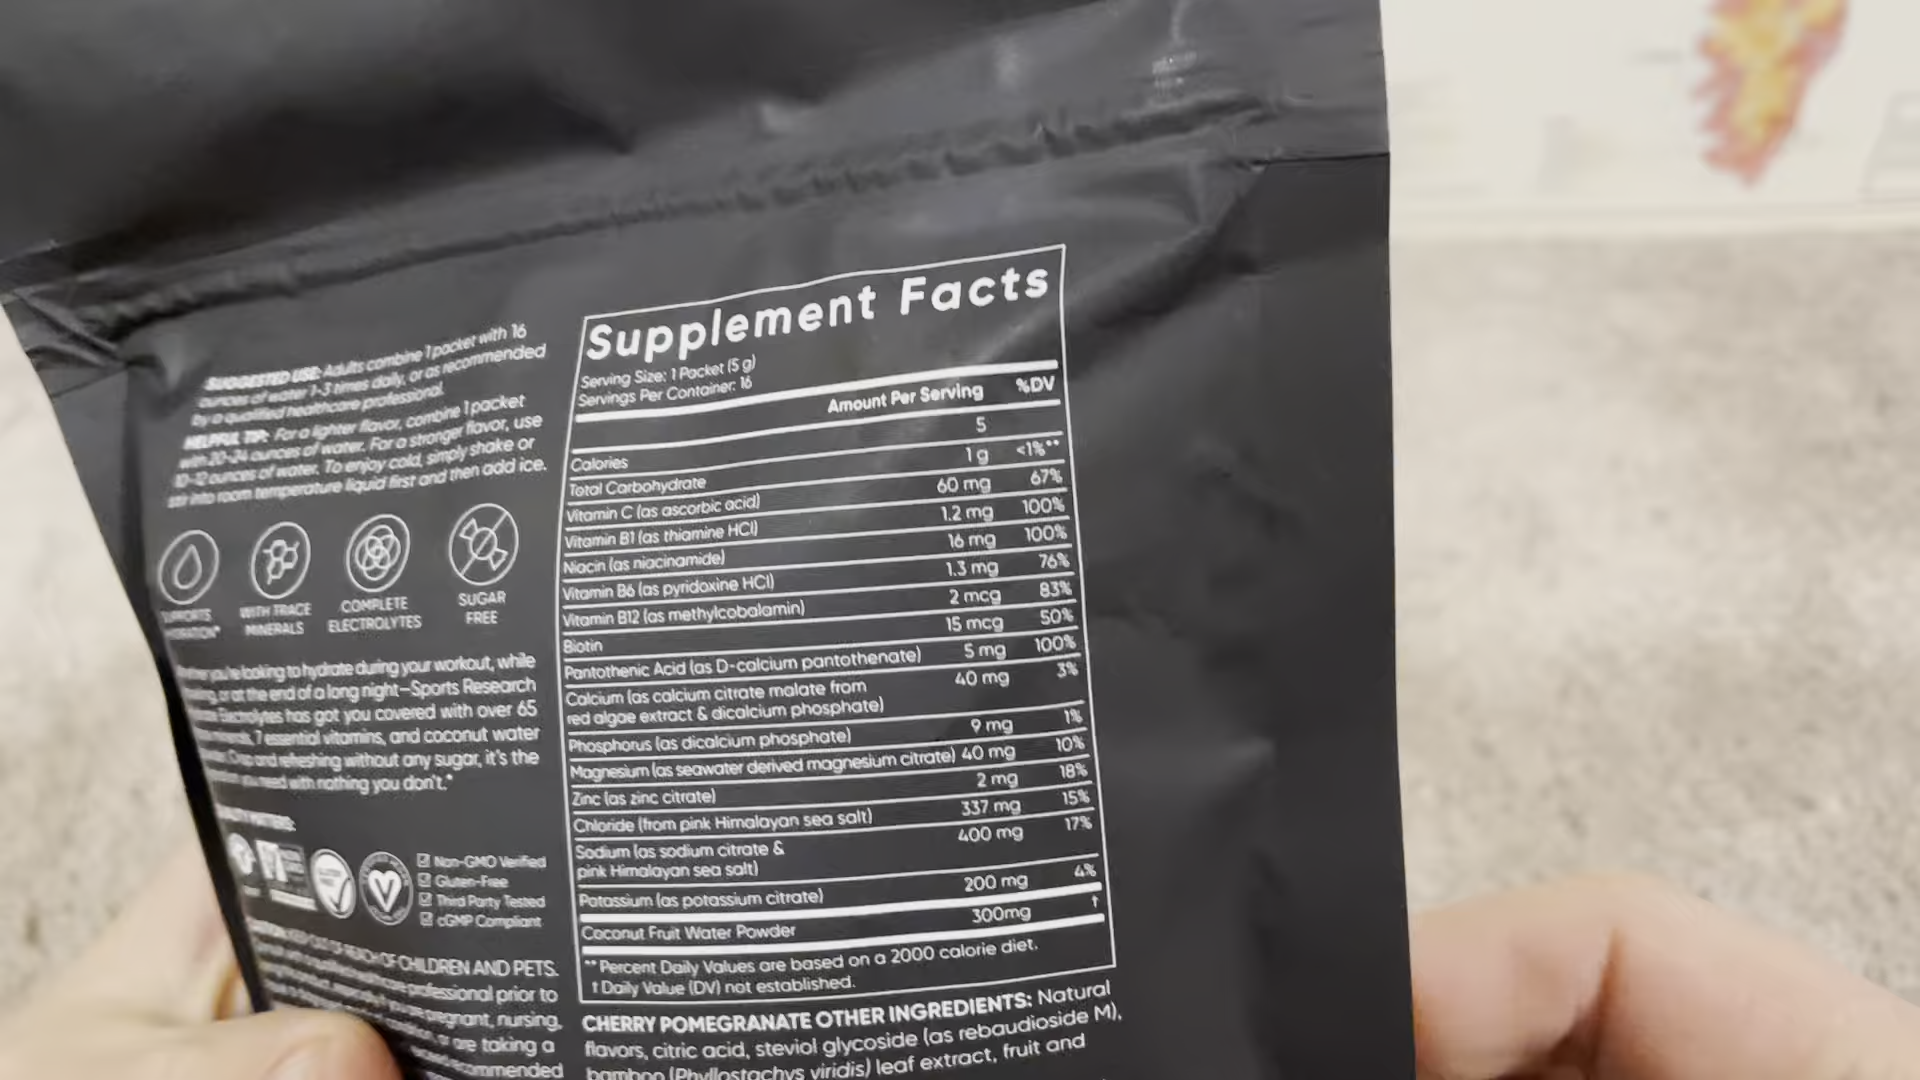 SUGGESTED USE: Adults combine 1 packet with 16
ounces of water 1-3 times daily, or as recommended
by a qualified healthcare professional.
HELPFUL TIP: For a lighter flavor, combine 1 packet
with 20-24 ounces of water. For a stronger flavor, use
10-12 ounces of water. To enjoy cold, simply shake or
stir into room temperature liquid first and then add ice.
SUPPORTS
HYDRATION*
WITH TRACE
MINERALS
COMPLETE
ELECTROLYTES
SUGAR
FREE
you're looking to hydrate during your workout, while
or at the end of a long night—Sports Research
Electrolytes has got you covered with over 65
minerals, 7 essential vitamins, and coconut water
Crisp and refreshing without any sugar, it's the
you need with nothing you don't.*
☑ Non-GMO Verified
☑ Gluten-Free
☑ Third Party Tested
☑ cGMP Compliant
OF REACH OF CHILDREN AND PETS.
professional prior to
pregnant, nursing,
or are taking a
recommended
Supplement Facts
Serving Size: 1 Packet (5 g)
Servings Per Container: 16
Amount Per Serving %DV
Calories 5
Total Carbohydrate 1 g <1%**
Vitamin C (as ascorbic acid) 60 mg 67%
Vitamin B1 (as thiamine HCl) 1.2 mg 100%
Niacin (as niacinamide) 16 mg 100%
Vitamin B6 (as pyridoxine HCl) 1.3 mg 76%
Vitamin B12 (as methylcobalamin) 2 mcg 83%
Biotin 15 mcg 50%
Pantothenic Acid (as D-calcium pantothenate) 5 mg 100%
Calcium (as calcium citrate malate from 40 mg 3%
red algae extract & dicalcium phosphate)
Phosphorus (as dicalcium phosphate) 9 mg 1%
Magnesium (as seawater derived magnesium citrate) 40 mg 10%
Zinc (as zinc citrate) 2 mg 18%
Chloride (from pink Himalayan sea salt) 337 mg 15%
Sodium (as sodium citrate & 400 mg 17%
pink Himalayan sea salt)
Potassium (as potassium citrate) 200 mg 4%
Coconut Fruit Water Powder 300mg †
** Percent Daily Values are based on a 2000 calorie diet.
† Daily Value (DV) not established.
CHERRY POMEGRANATE OTHER INGREDIENTS: Natural
flavors, citric acid, steviol glycoside (as rebaudioside M),
bamboo (Phyllostachys viridis) leaf extract, fruit and